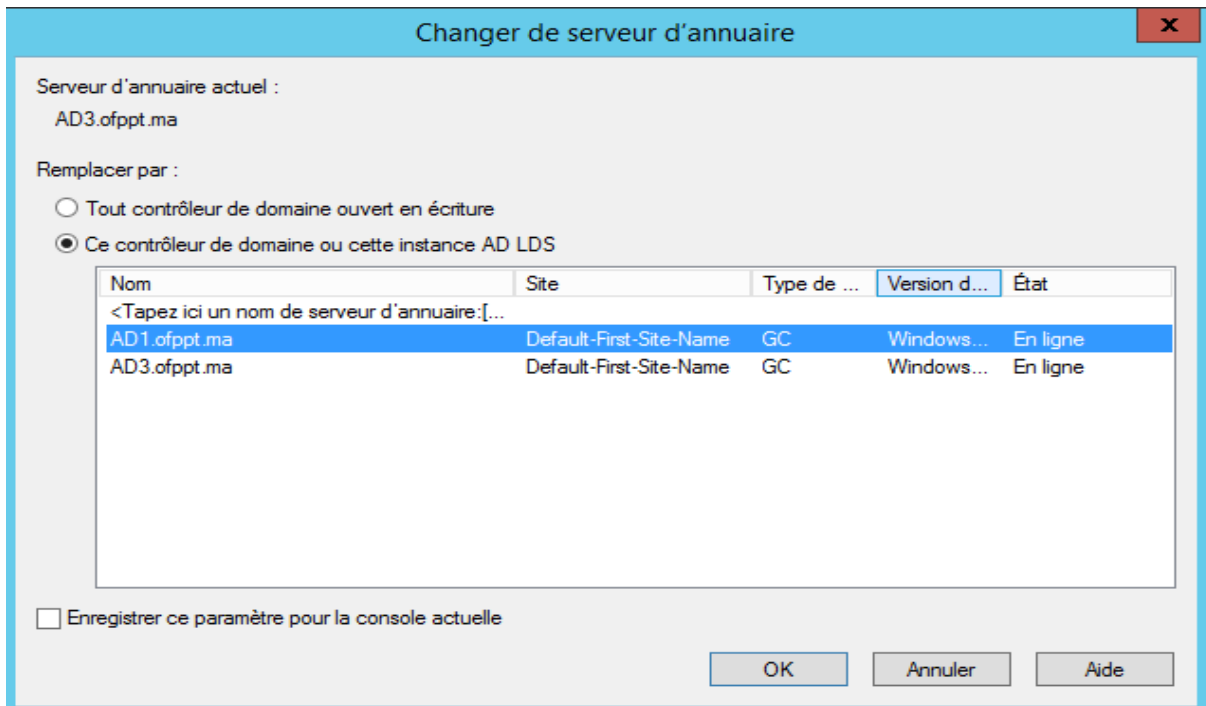 Changer de serveur d'annuaire
x
Serveur d'annuaire actuel :
AD3.ofppt.ma
Remplacer par :
Tout contrôleur de domaine ouvert en écriture
Ce contrôleur de domaine ou cette instance AD LDS
Nom Site Type de ... Version d... État
<Tapez ici un nom de serveur d'annuaire:[...
AD1.ofppt.ma Default-First-Site-Name GC Windows... En ligne
AD3.ofppt.ma Default-First-Site-Name GC Windows... En ligne
Enregistrer ce paramètre pour la console actuelle
OK Annuler Aide